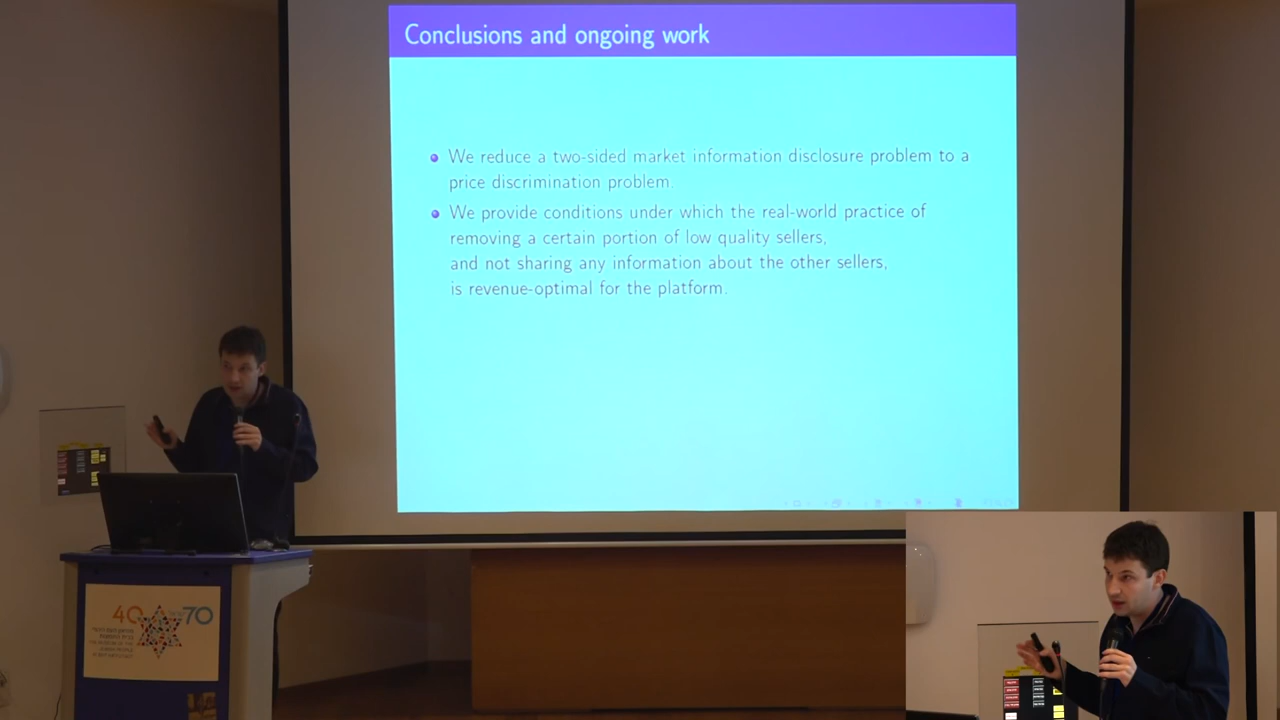 Conclusions and ongoing work
We reduce a two-sided market information disclosure problem to a
price discrimination problem.
We provide conditions under which the real-world practice of
removing a certain portion of low quality sellers,
and not sharing any information about the other sellers,
is revenue-optimal for the platform.
40
70